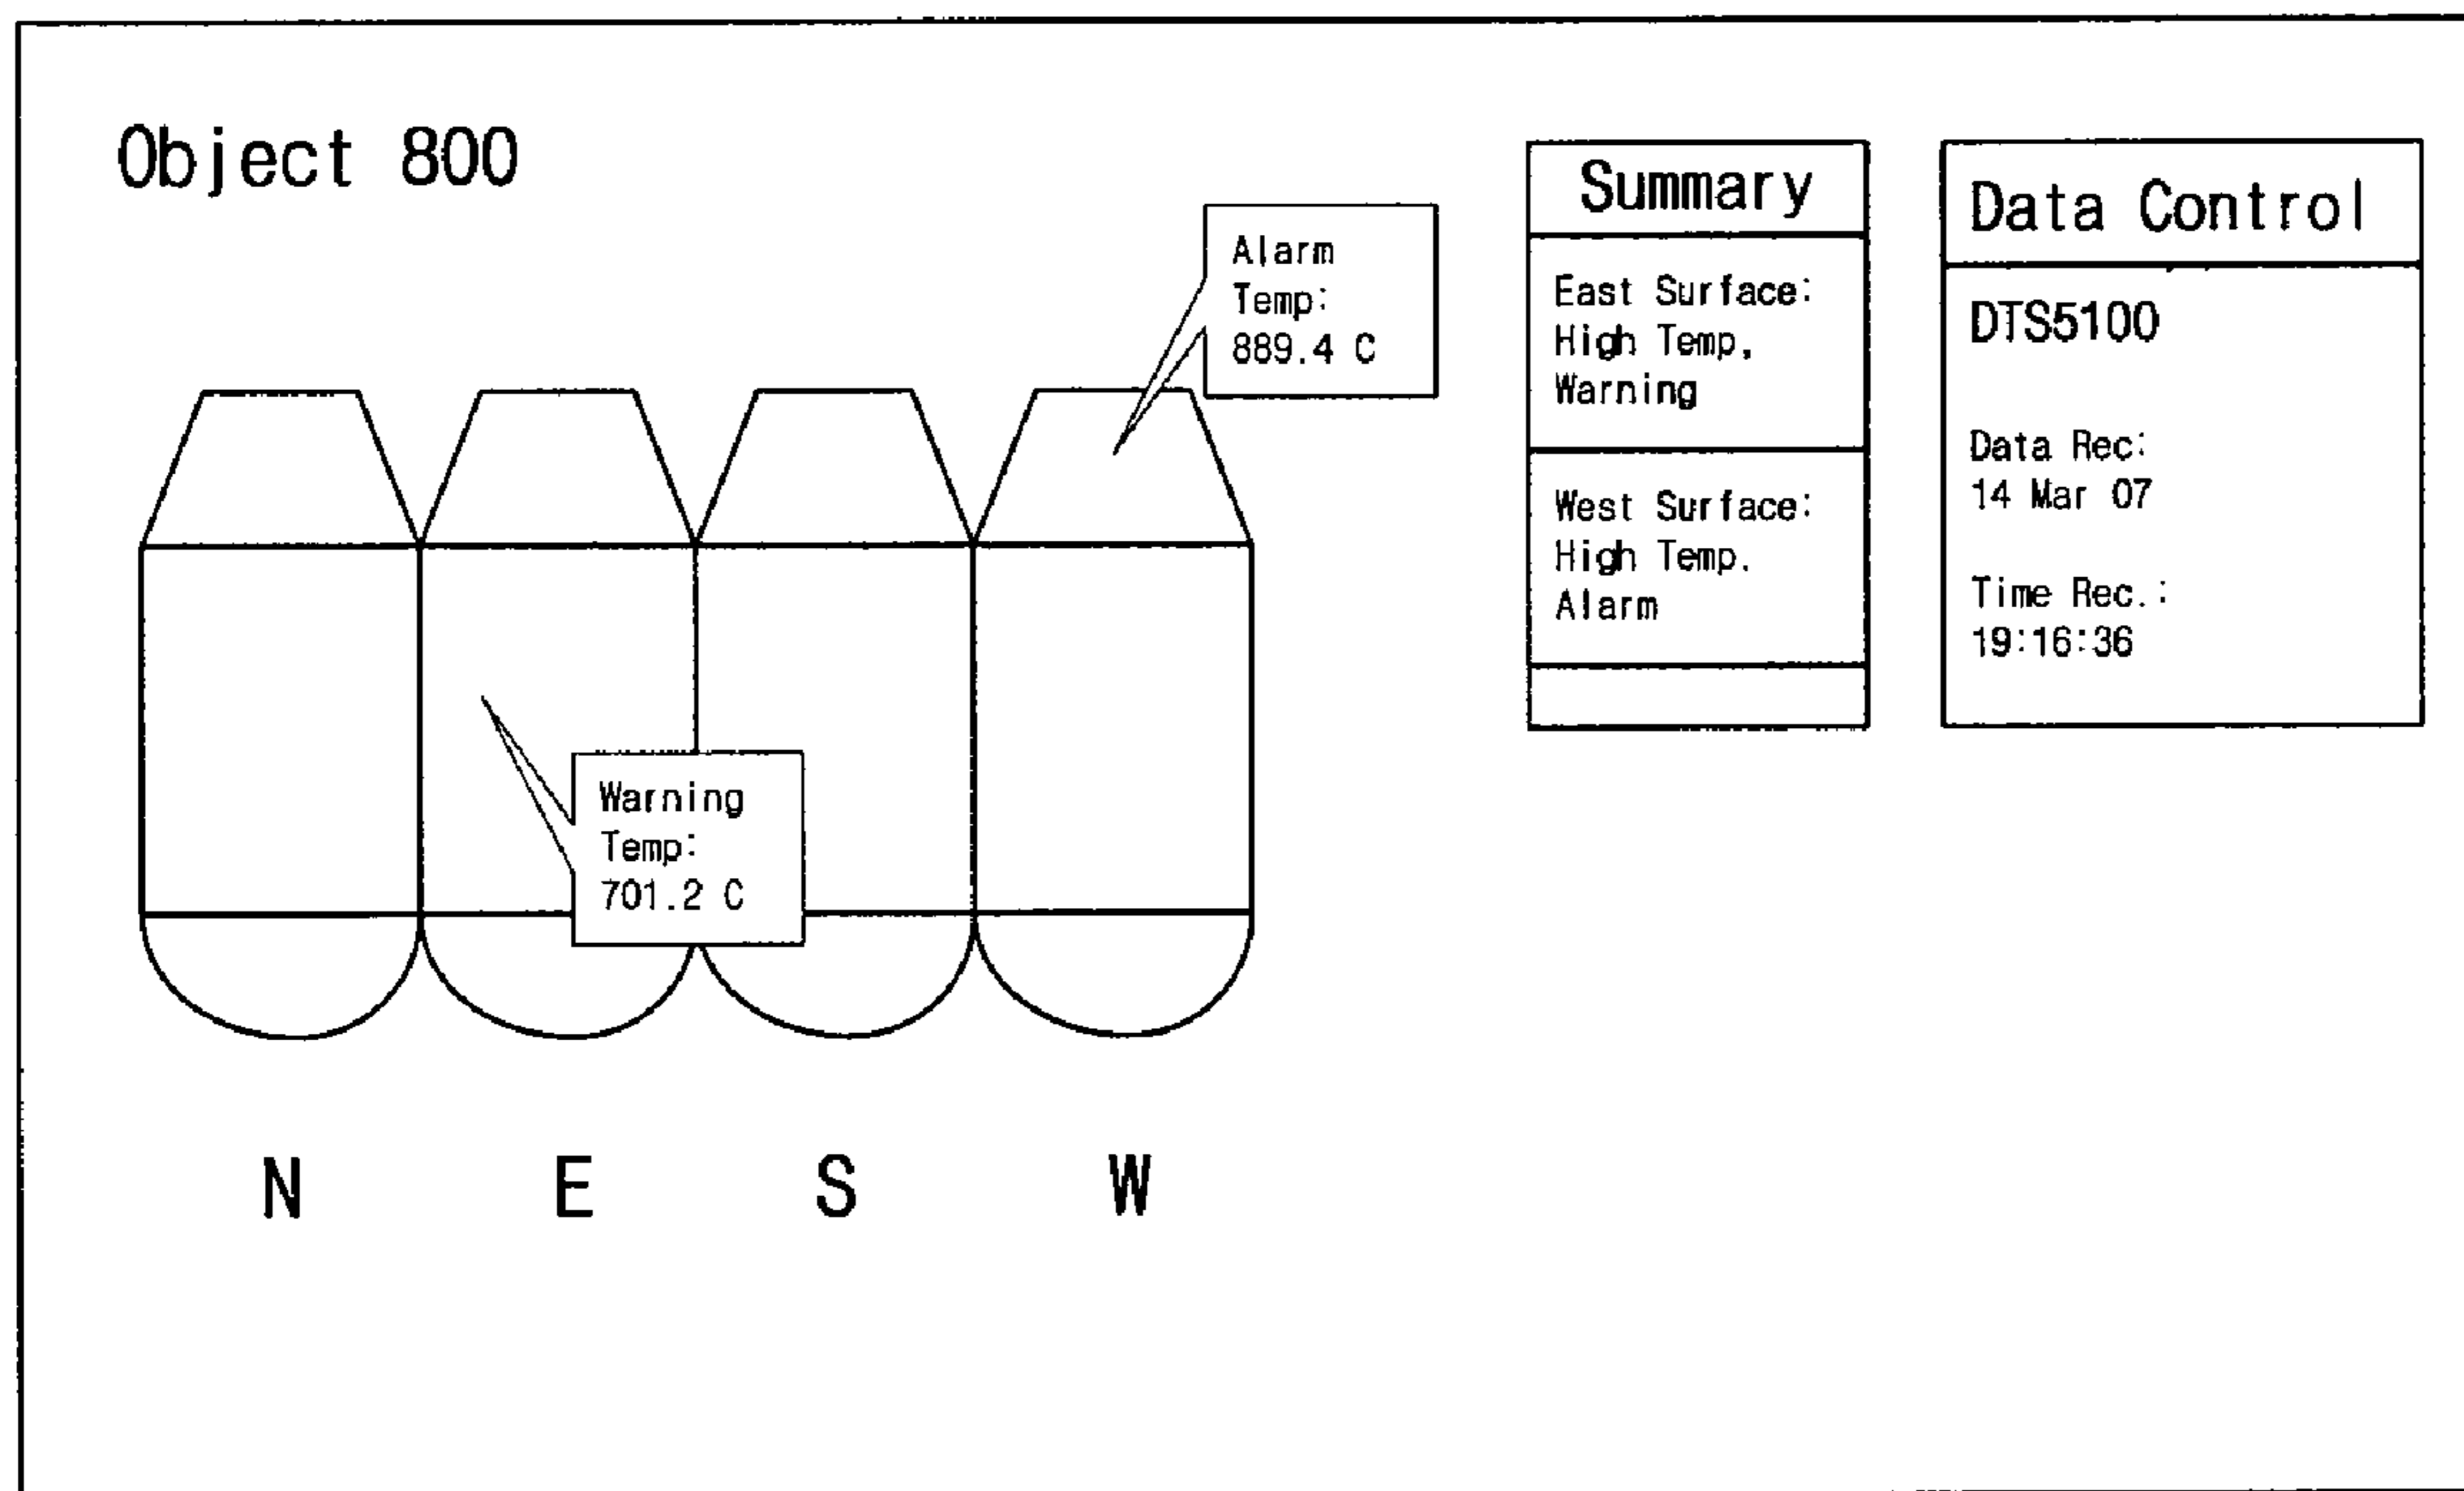 Object 800
Alarm
Temp:
889.4 C
Warning
Temp:
701.2 C
N E S W
Summary
East Surface:
High Temp,
Warning
West Surface:
High Temp.
Alarm
Data Control
DTS5100
Data Rec:
14 Mar 07
Time Rec.:
19:16:36